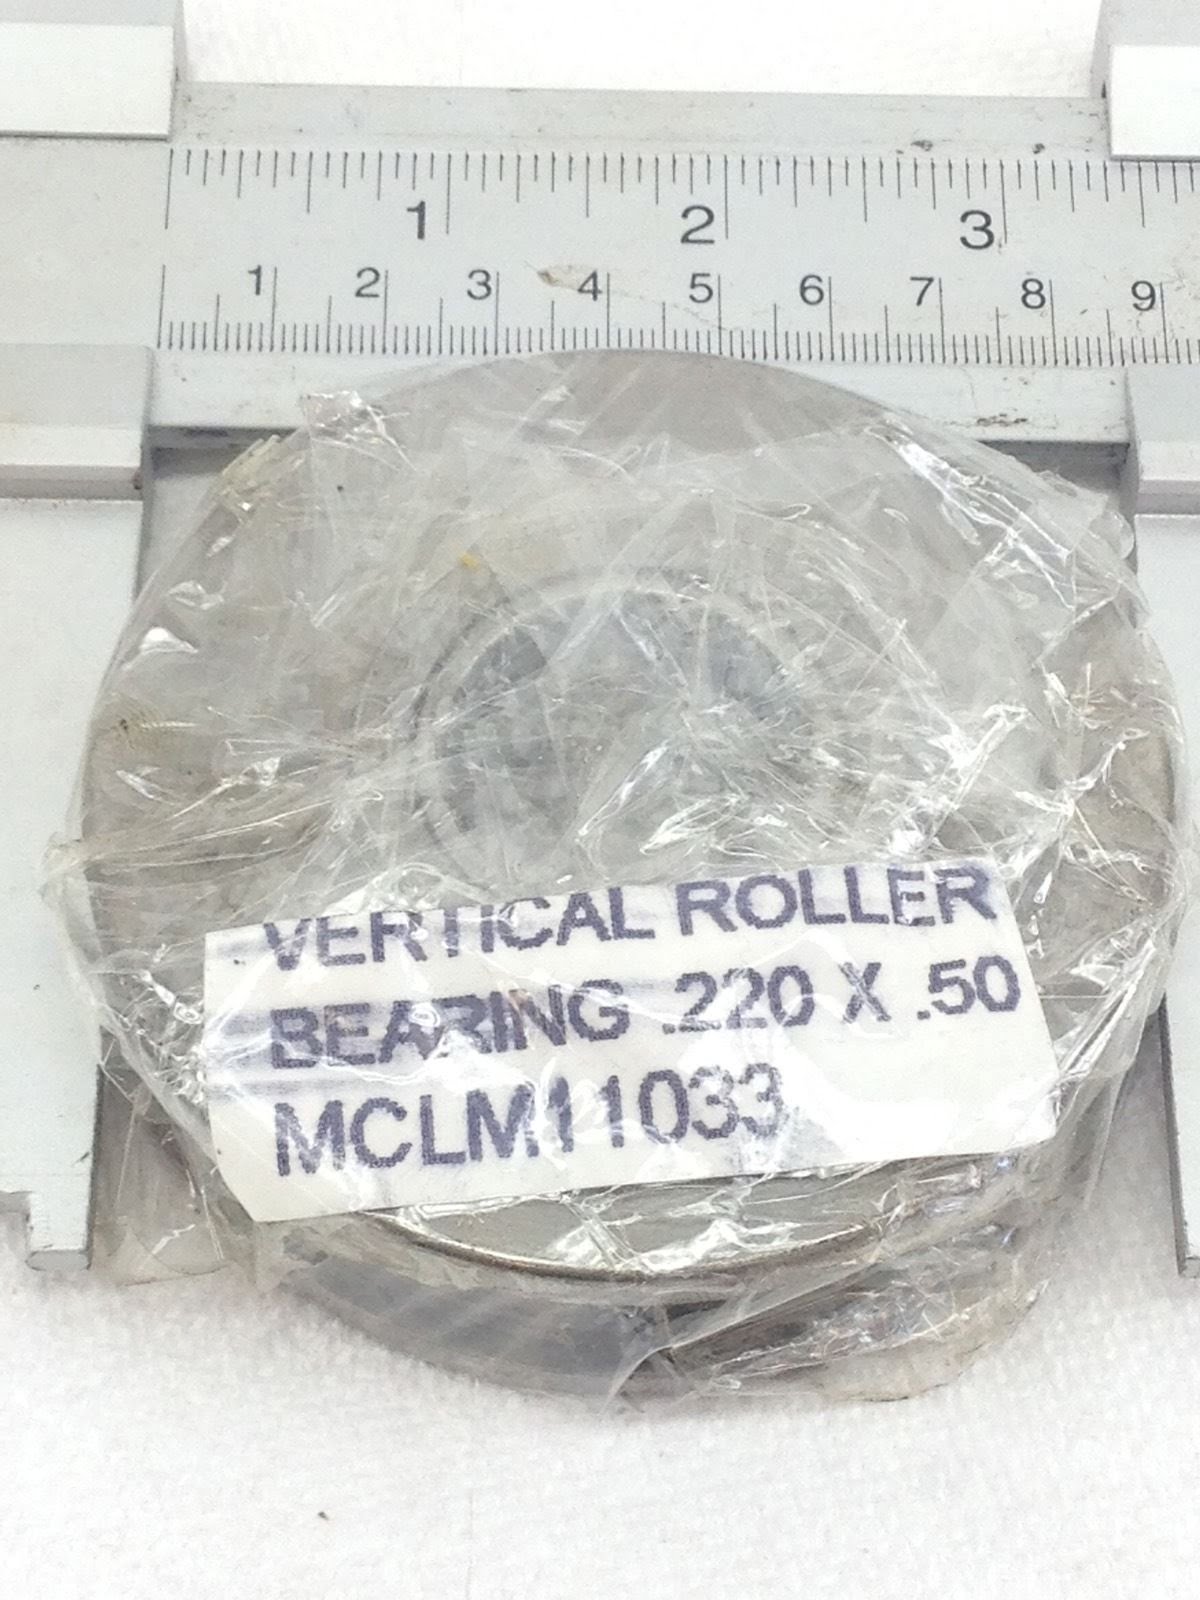 1 2 3
1 2 3 4 5 6 7 8 9
VERTICAL ROLLER
BEARING .220 X .50
MCLM11033